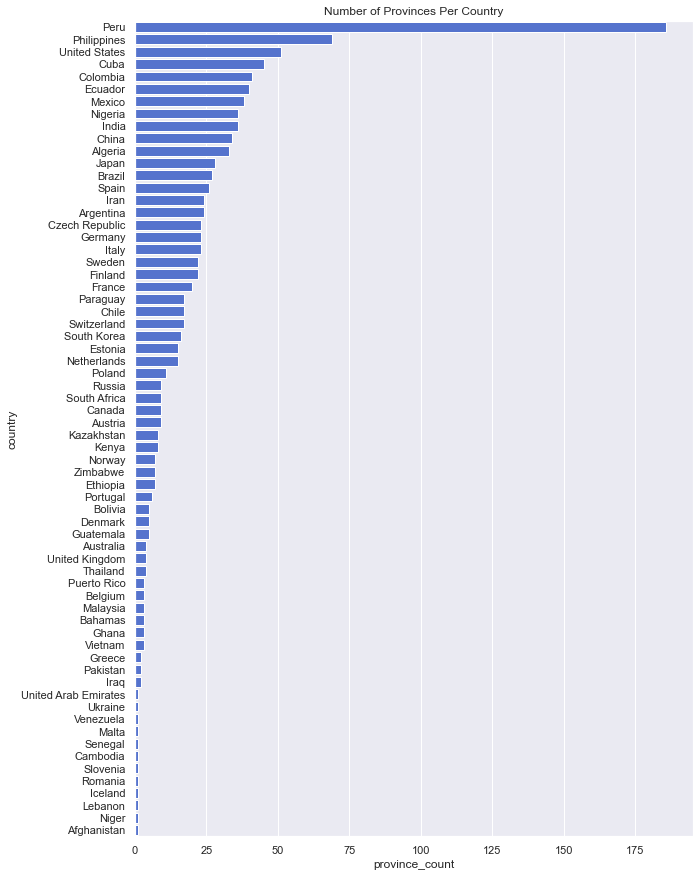 Number of Provinces Per Country
Peru
Philippines
United States
Cuba
Colombia
Ecuador
Mexico
Nigeria
India
China
Algeria
Japan
Brazil
Spain
Iran
Argentina
Czech Republic
Germany
Italy
Sweden
Finland
France
Paraguay
Chile
Switzerland
South Korea
Estonia
Netherlands
Poland
Russia
South Africa
Canada
Austria
Kazakhstan
Kenya
Norway
Zimbabwe
Ethiopia
Portugal
Bolivia
Denmark
Guatemala
Australia
United Kingdom
Thailand
Puerto Rico
Belgium
Malaysia
Bahamas
Ghana
Vietnam
Greece
Pakistan
Iraq
United Arab Emirates
Ukraine
Venezuela
Malta
Senegal
Cambodia
Slovenia
Romania
Iceland
Lebanon
Niger
Afghanistan
country
0 25 50 75 100 125 150 175
province_count